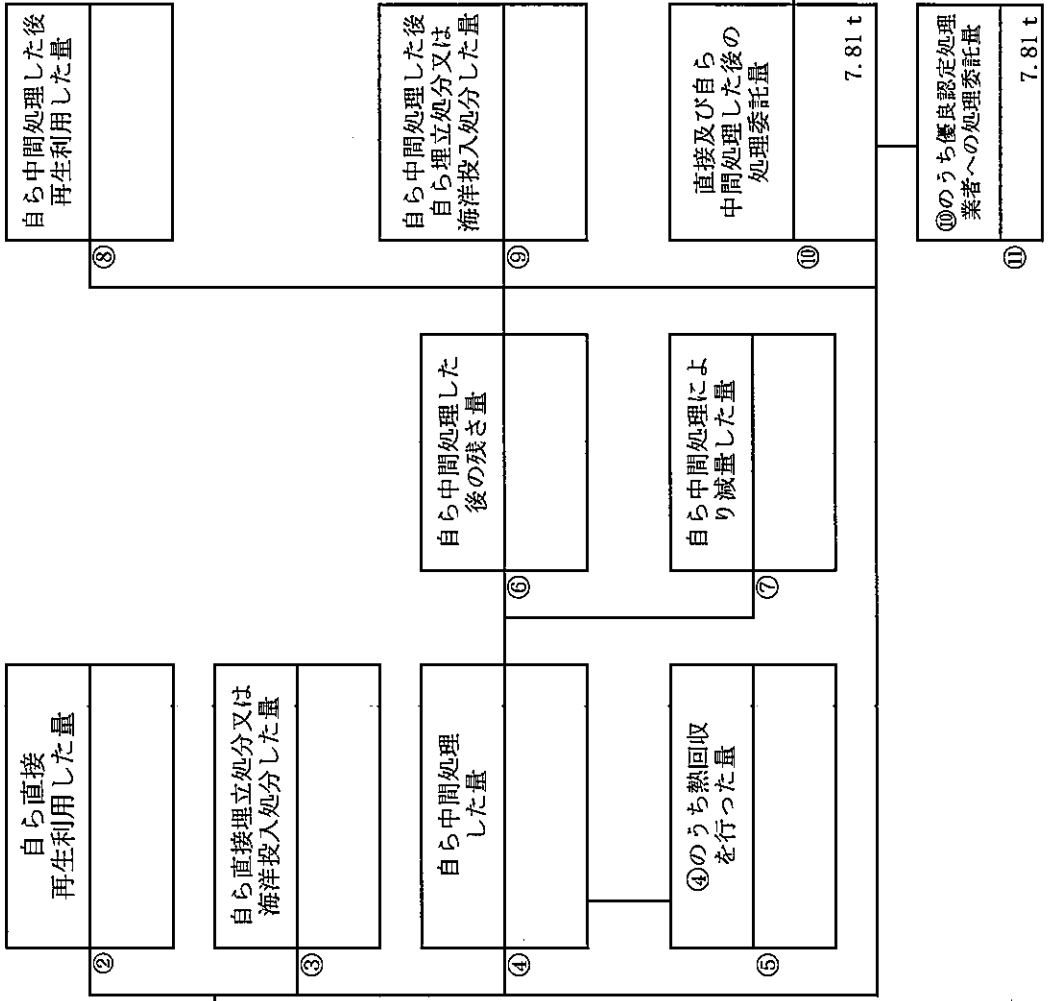 ②
自ら直接
再生利用した量
③
自ら直接埋立処分又は
海洋投入処分した量
④
自ら中間処理
した量
⑤
④のうち熱回収
を行った量
⑥
自ら中間処理した
後の残さ量
⑦
自ら中間処理によ
り減量した量
⑧
自ら中間処理した後
再生利用した量
⑨
自ら中間処理した後
自ら埋立処分又は
海洋投入処分した量
⑩
直接及び自ら
中間処理した後の
処理委託量
7.81 t
⑪
⑩のうち優良認定処理
業者への処理委託量
7.81 t